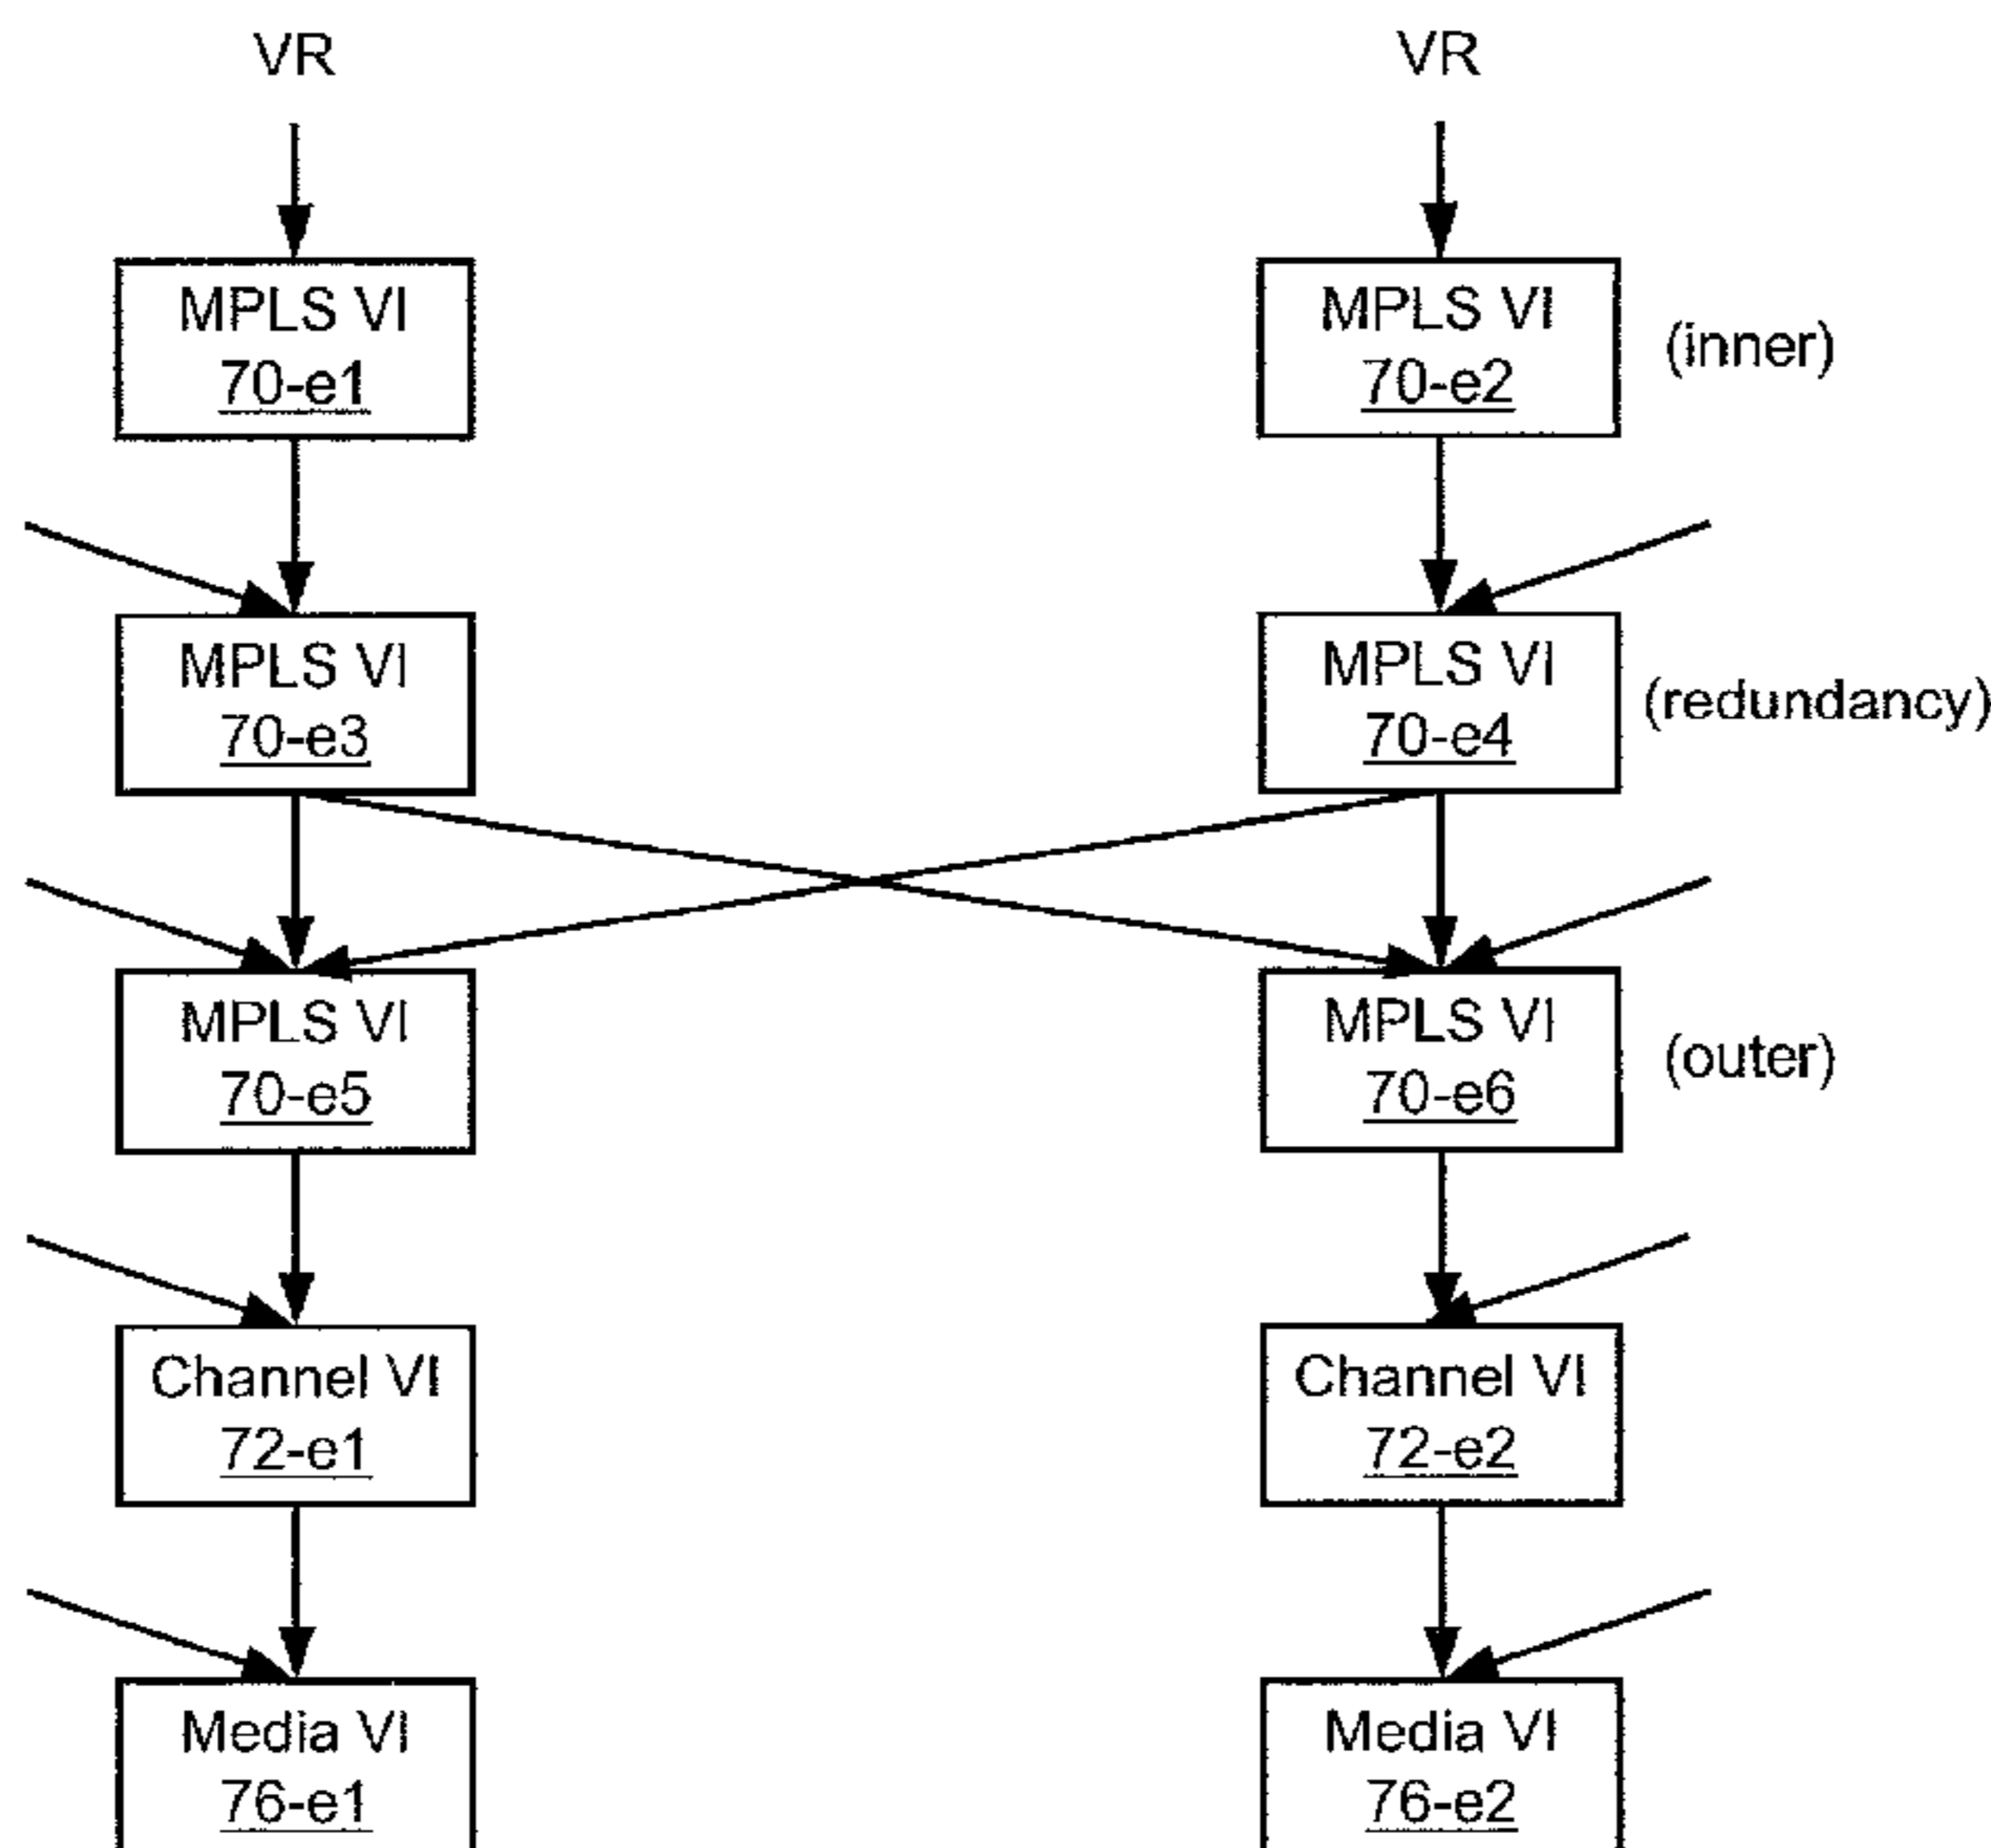 VR
VR
MPLS VI
70-e1
MPLS VI
70-e2
(inner)
MPLS VI
70-e3
MPLS VI
70-e4
(redundancy)
MPLS VI
70-e5
MPLS VI
70-e6
(outer)
Channel VI
72-e1
Channel VI
72-e2
Media VI
76-e1
Media VI
76-e2